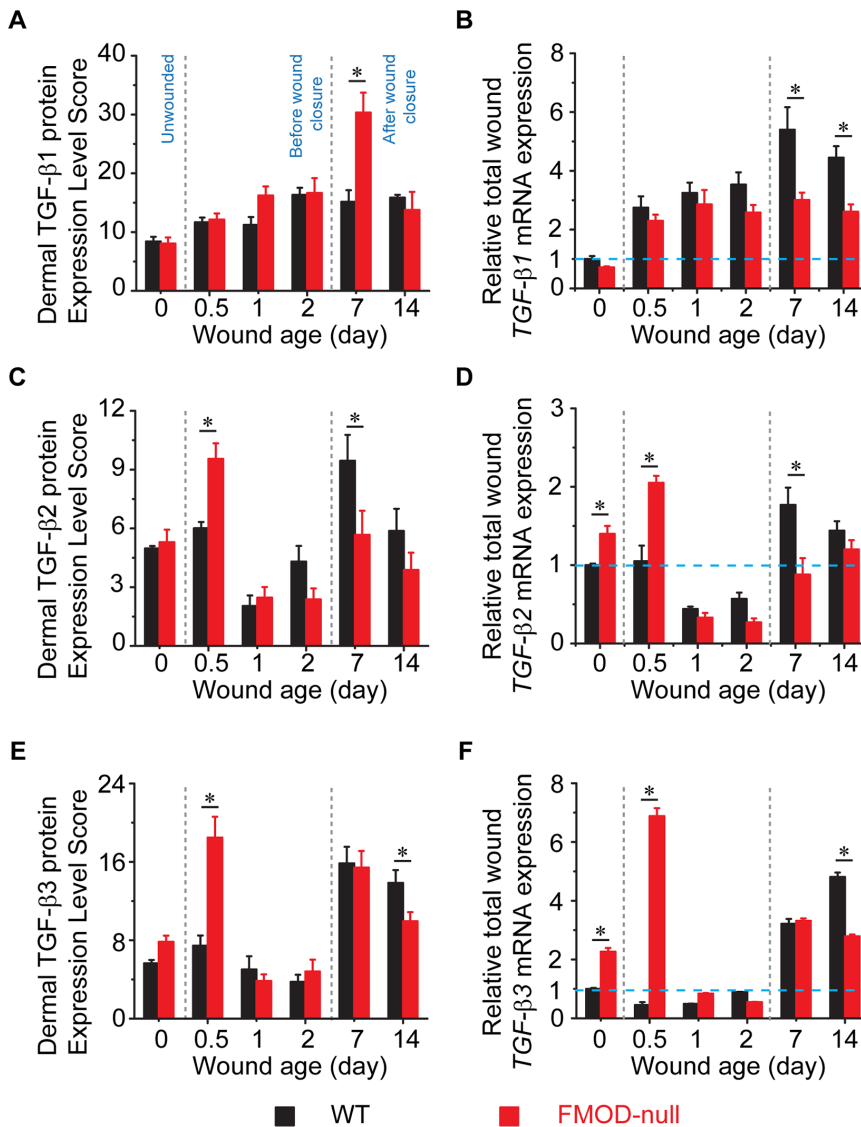 A
Dermal TGF-β1 protein
Expression Level Score
40
30
20
10
0
Unwounded
Before wound
closure
After wound
closure
*
0 0.5 1 2 7 14
Wound age (day)
B
Relative total wound
TGF-β1 mRNA expression
8
6
4
2
1
0
* *
0 0.5 1 2 7 14
Wound age (day)
C
Dermal TGF-β2 protein
Expression Level Score
12
9
6
3
0
* *
0 0.5 1 2 7 14
Wound age (day)
D
Relative total wound
TGF-β2 mRNA expression
3
2
1
0
* * *
0 0.5 1 2 7 14
Wound age (day)
E
Dermal TGF-β3 protein
Expression Level Score
24
16
8
0
* *
0 0.5 1 2 7 14
Wound age (day)
F
Relative total wound
TGF-β3 mRNA expression
8
6
4
2
1
0
* * *
0 0.5 1 2 7 14
Wound age (day)
WT FMOD-null